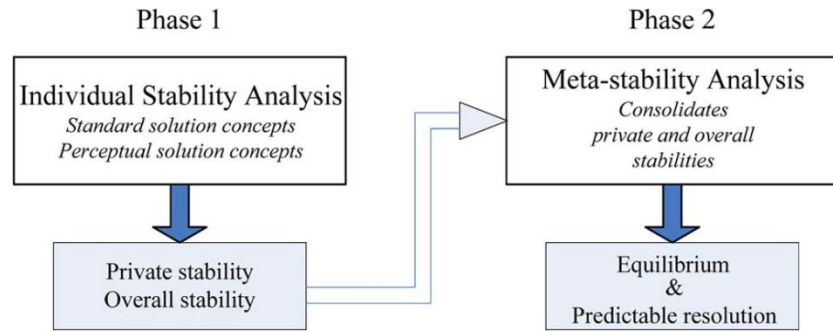 Phase 1
Individual Stability Analysis
Standard solution concepts
Perceptual solution concepts
Private stability
Overall stability
Phase 2
Meta-stability Analysis
Consolidates
private and overall
stabilities
Equilibrium
&
Predictable resolution